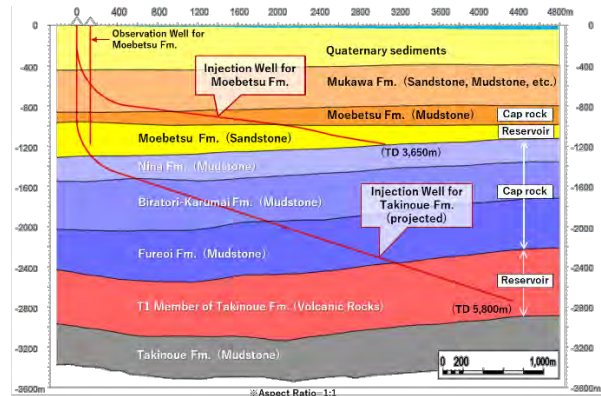 0 400 800 1200 1600 2000 2400 2800 3200 3600 4000 4400 4800m
0
-400
-800
-1200
-1600
-2000
-2400
-2800
-3200
-3600m
Observation Well for
Moebetsu Fm.
Quaternary sediments
Injection Well for
Moebetsu Fm.
Mukawa Fm. (Sandstone, Mudstone, etc.)
Moebetsu Fm. (Mudstone)
Cap rock
Moebetsu Fm. (Sandstone)
Reservoir
(TD 3,650m)
Nina Fm. (Mudstone)
Biratori-Karumai Fm. (Mudstone)
Cap rock
Injection Well for
Takinoue Fm.
(projected)
Fureoi Fm. (Mudstone)
Reservoir
T1 Member of Takinoue Fm. (Volcanic Rocks)
(TD 5,800m)
Takinoue Fm. (Mudstone)
0 200 1,000m
0
-400
-800
-1200
-1600
-2000
-2400
-2800
-3200
-3600m
※Aspect Ratio=1:1